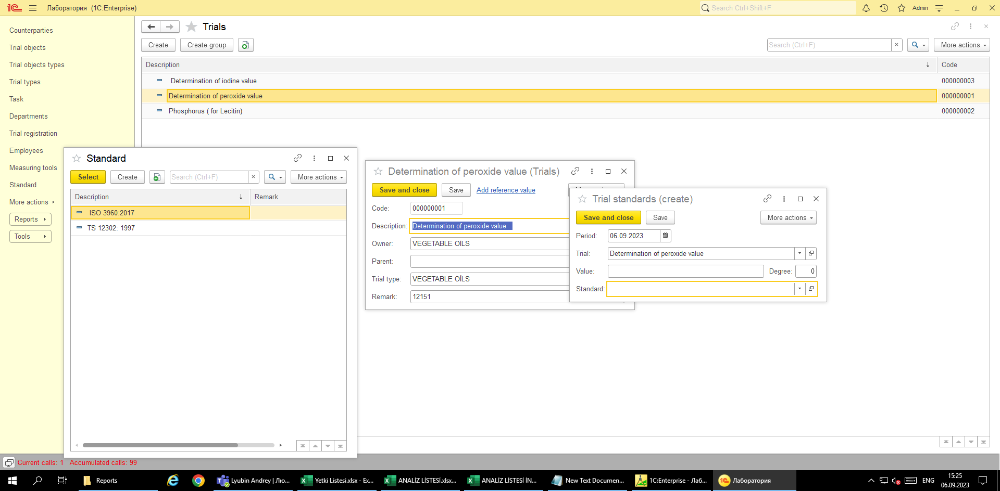 Лаборатория (1C:Enterprise)
Search Ctrl+Shift+F
Admin
Counterparties
Trial objects
Trial objects types
Trial types
Task
Departments
Trial registration
Employees
Measuring tools
Standard
More actions
Reports
Tools
Trials
Create
Create group
Search (Ctrl+F)
More actions
Description
Code
Determination of iodine value
000000003
Determination of peroxide value
000000001
Phosphorus ( for Lecitin)
000000002
Standard
Select
Create
Search (Ctrl+F)
More actions
Description
Remark
ISO 3960:2017
TS 12302: 1997
Determination of peroxide value (Trials)
Save and close
Save
Add reference value
Code:
000000001
Description:
Determination of peroxide value
Owner:
VEGETABLE OİLS
Parent:
Trial type:
VEGETABLE OİLS
Remark:
12151
Trial standards (create)
Save and close
Save
More actions
Period:
06.09.2023
Trial:
Determination of peroxide value
Value:
Degree:
0
Standard:
Current calls: 1 Accumulated calls: 99
Reports
Lyubin Andrey | Лю...
Yetki Listesi.xlsx - Ex...
ANALİZ LİSTESİ.xlsx...
ANALİZ LİSTESİ İN...
New Text Documen...
1C:Enterprise - Лаб...
Лаборатория
ENG
15:25
06.09.2023